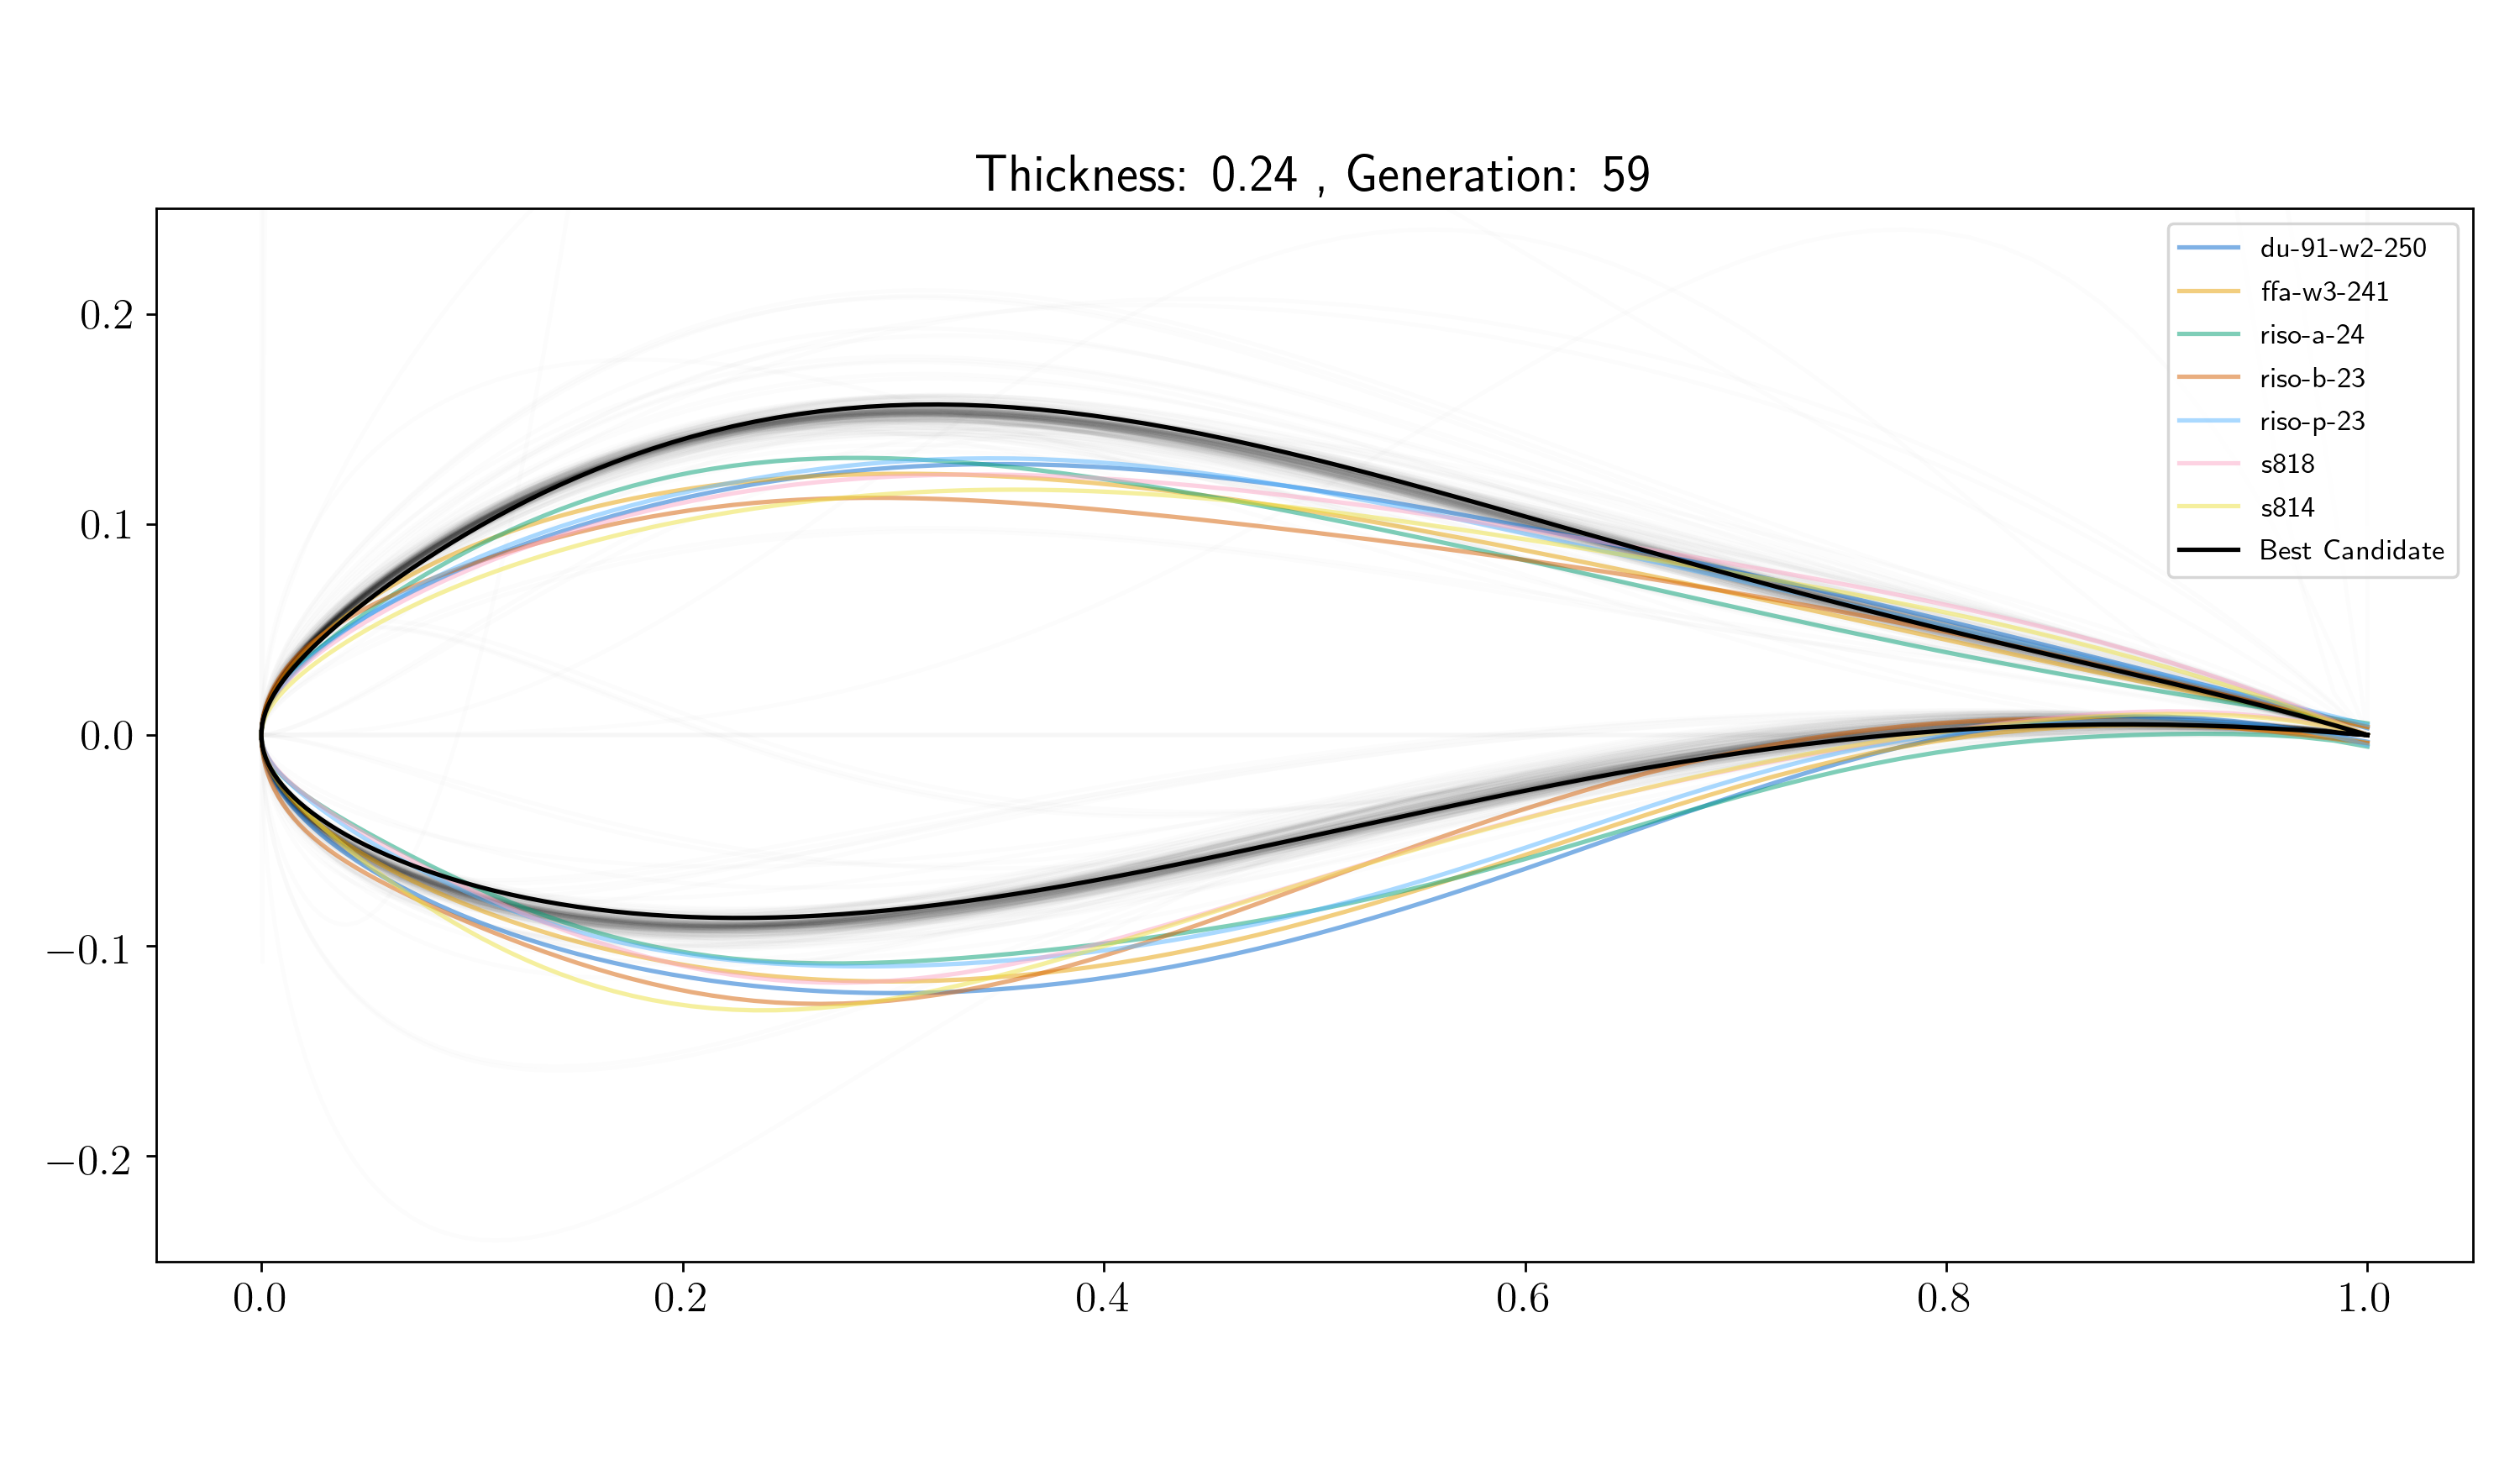 Thickness: 0.24 , Generation: 59
du-91-w2-250
ffa-w3-241
riso-a-24
riso-b-23
riso-p-23
s818
s814
Best Candidate
0.2
0.1
0.0
−0.1
−0.2
0.0 0.2 0.4 0.6 0.8 1.0